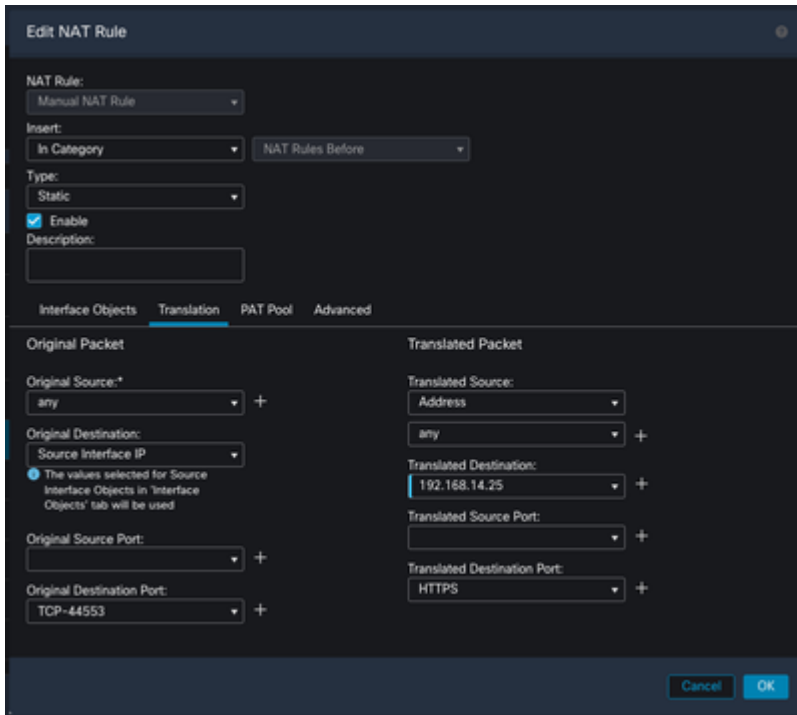 Edit NAT Rule
NAT Rule:
Manual NAT Rule
Insert:
In Category
NAT Rules Before
Type:
Static
Enable
Description:
Interface Objects
Translation
PAT Pool
Advanced
Original Packet
Original Source:*
any
Original Destination:
Source Interface IP
The values selected for Source
Interface Objects in 'Interface
Objects' tab will be used
Original Source Port:
Original Destination Port:
TCP-44553
Translated Packet
Translated Source:
Address
any
Translated Destination:
192.168.14.25
Translated Source Port:
Translated Destination Port:
HTTPS
Cancel
OK